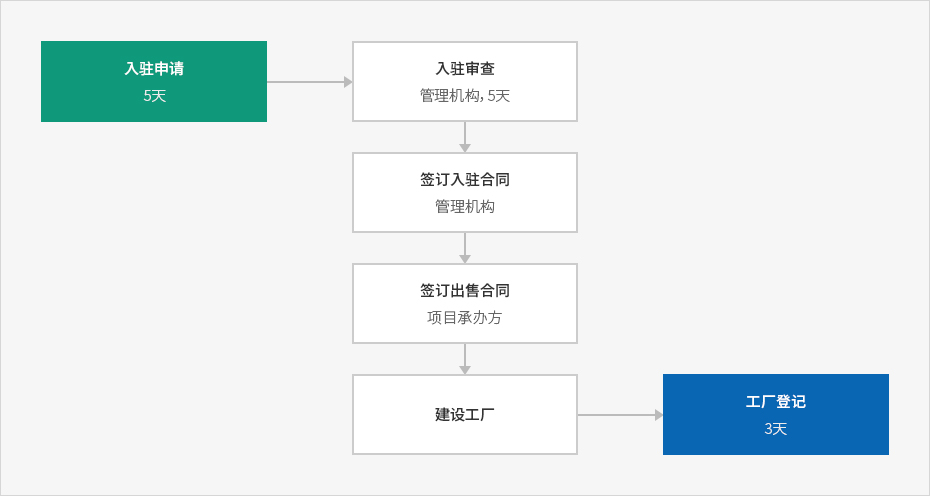 入驻申请
5天
入驻审查
管理机构, 5天
签订入驻合同
管理机构
签订出售合同
项目承办方
建设工厂
工厂登记
3天